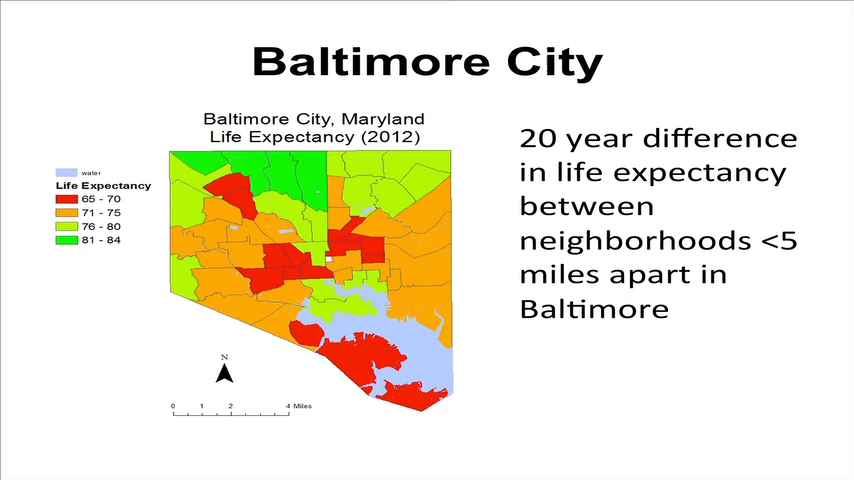 Baltimore City
Baltimore City, Maryland
Life Expectancy (2012)
water
Life Expectancy
65 - 70
71 - 75
76 - 80
81 - 84
N
0 1 2 4 Miles
20 year difference
in life expectancy
between
neighborhoods <5
miles apart in
Baltimore